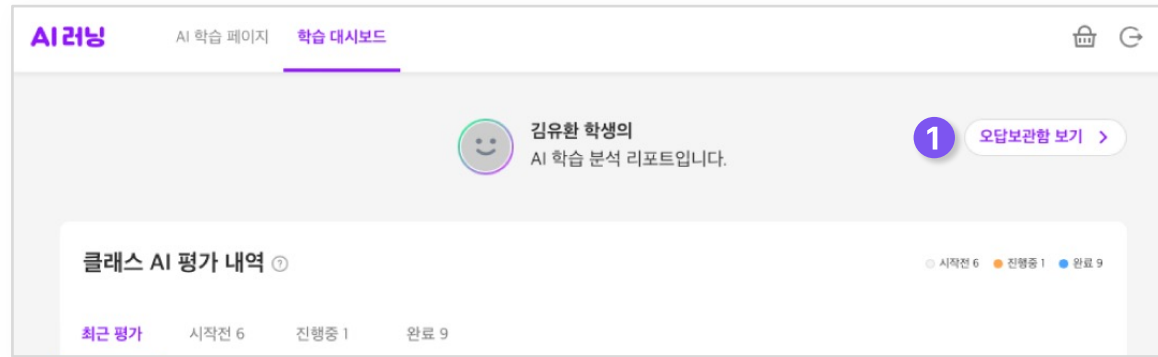 AI러닝 AI 학습 페이지 학습 대시보드
김유환 학생의
AI 학습 분석 리포트입니다.
1 오답보관함 보기 >
클래스 AI 평가 내역 ?
시작전 6 진행중 1 완료 9
최근 평가 시작전 6 진행중 1 완료 9